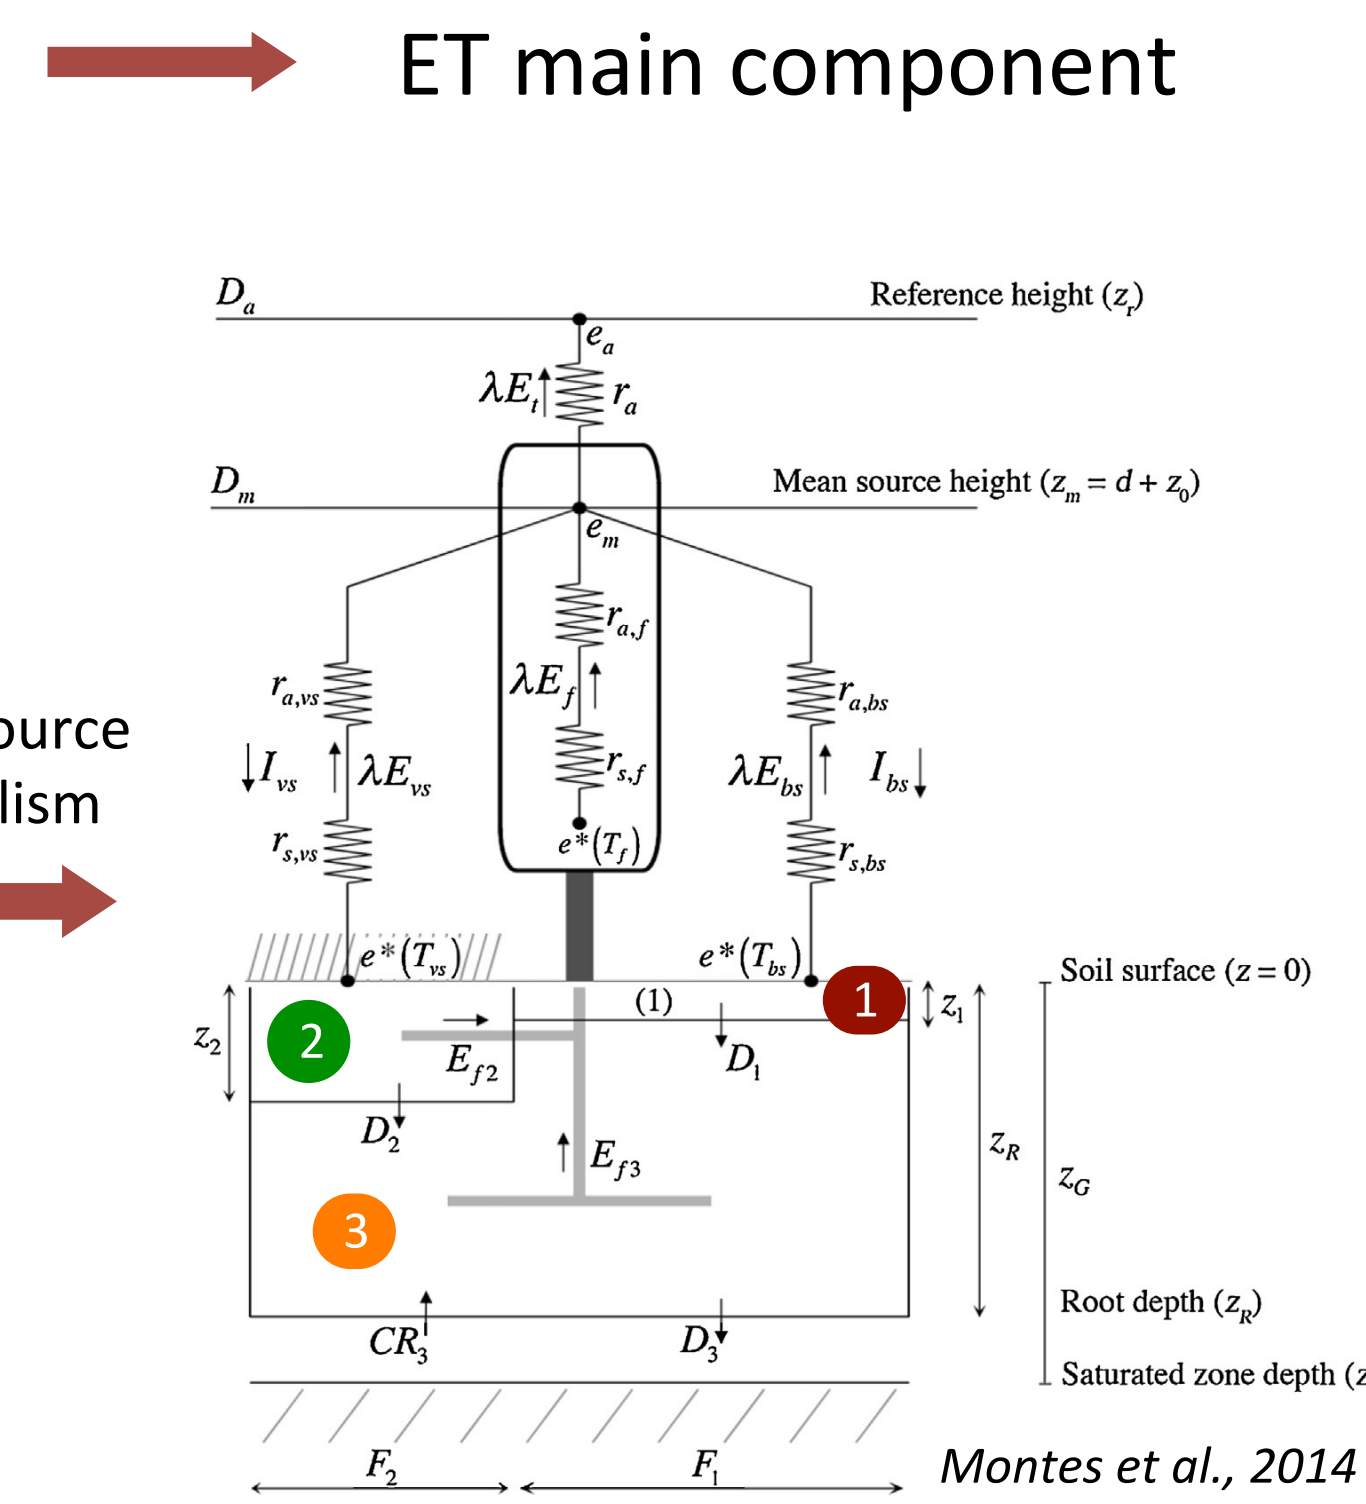 ET main component
D_a
Reference height (z_r)
e_a
λE_t
r_a
D_m
Mean source height (z_m = d + z_0)
e_m
r_a,f
λE_f
r_a,vs
r_a,bs
ource
I_vs
λE_vs
r_s,f
λE_bs
I_bs
lism
r_s,vs
e*(T_f)
r_s,bs
e*(T_vs)
e*(T_bs)
Soil surface (z = 0)
1
(1)
z_1
2
z_2
E_f2
D_1
D_2
E_f3
z_R
z_G
3
Root depth (z_R)
CR_3
D_3
Saturated zone depth (z
F_2
F_1
Montes et al., 2014